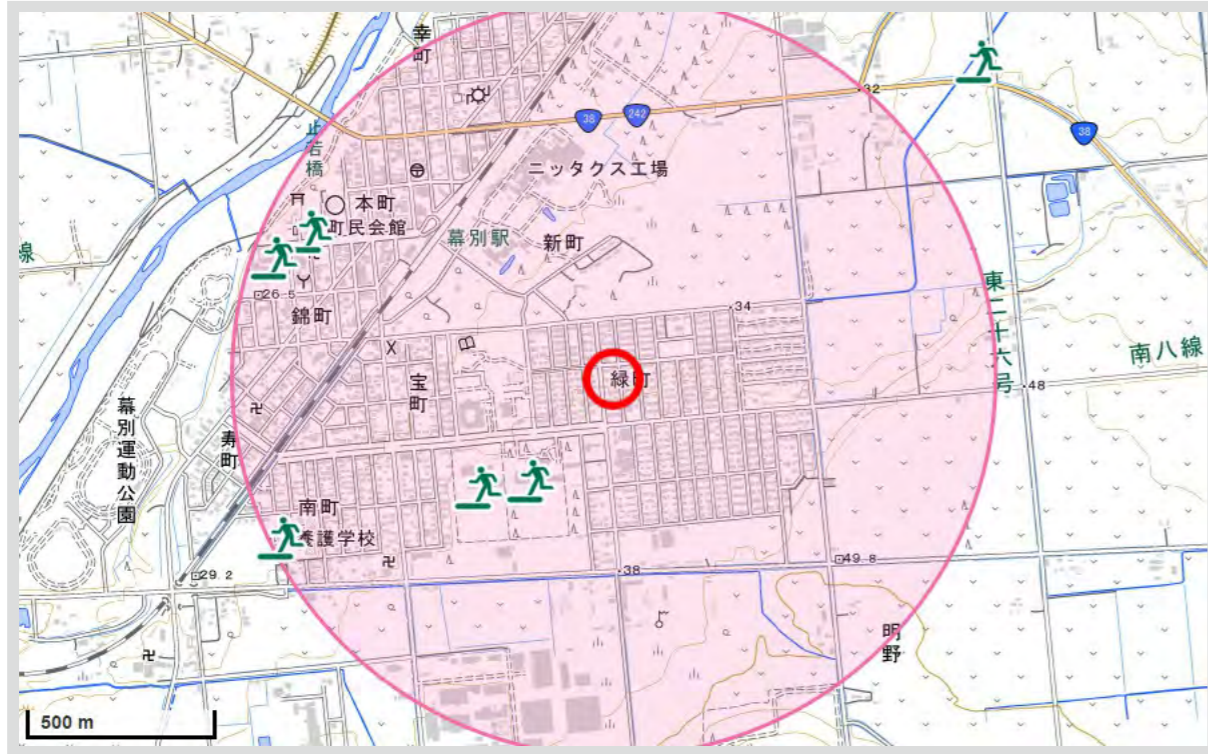 幸町
32
38
242
38
止若橋
ニッタクス工場
本町
町民会館
幕別駅
新町
線
26.5
錦町
34
東二十六号
南八線
宝町
緑町
48
幕別運動公園
寿町
南町
養護学校
29.2
38
49.8
明野
500 m